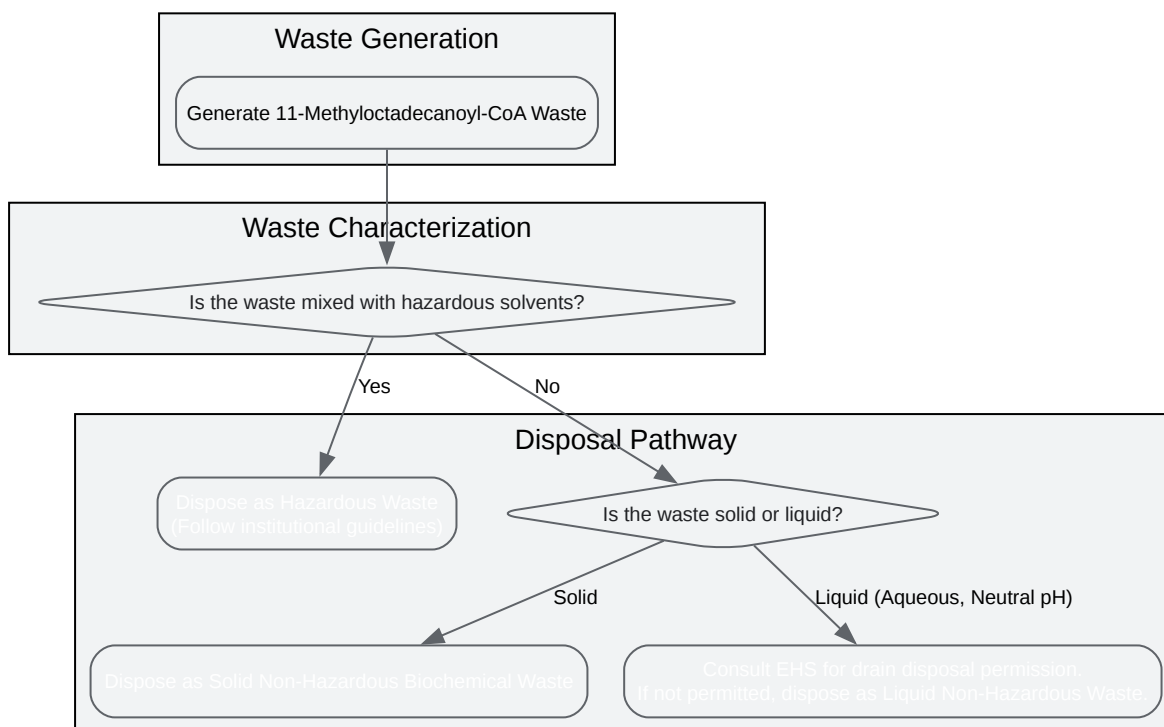 Waste Generation
Generate 11-Methyloctadecanoyl-CoA Waste
Waste Characterization
Is the waste mixed with hazardous solvents?
Yes
No
Disposal Pathway
Dispose as Hazardous Waste
(Follow institutional guidelines)
Is the waste solid or liquid?
Solid
Liquid (Aqueous, Neutral pH)
Dispose as Solid Non-Hazardous Biochemical Waste
Consult EHS for drain disposal permission.
If not permitted, dispose as Liquid Non-Hazardous Waste.